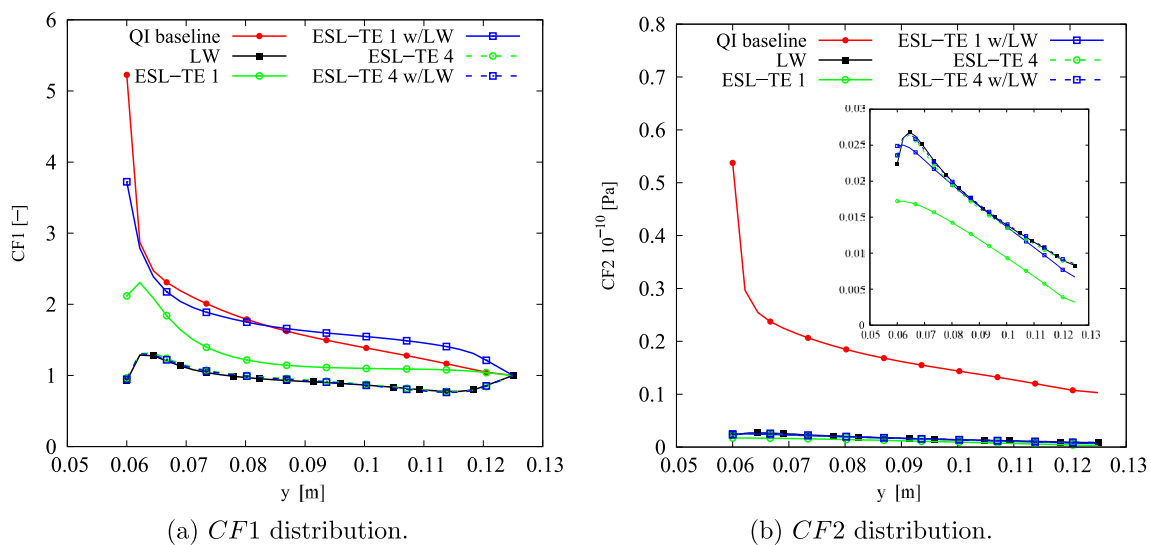 QI baseline
LW
ESL−TE 1
ESL−TE 1 w/LW
ESL−TE 4
ESL−TE 4 w/LW
6
5
4
3
2
1
0
CF1 [−]
0.05 0.06 0.07 0.08 0.09 0.1 0.11 0.12 0.13
y [m]
(a) CF1 distribution.
QI baseline
LW
ESL−TE 1
ESL−TE 1 w/LW
ESL−TE 4
ESL−TE 4 w/LW
0.8
0.7
0.6
0.5
0.4
0.3
0.2
0.1
0
CF2 10⁻¹⁰ [Pa]
0.03
0.025
0.02
0.015
0.01
0.005
0
0.05 0.06 0.07 0.08 0.09 0.1 0.11 0.12 0.13
0.05 0.06 0.07 0.08 0.09 0.1 0.11 0.12 0.13
y [m]
(b) CF2 distribution.